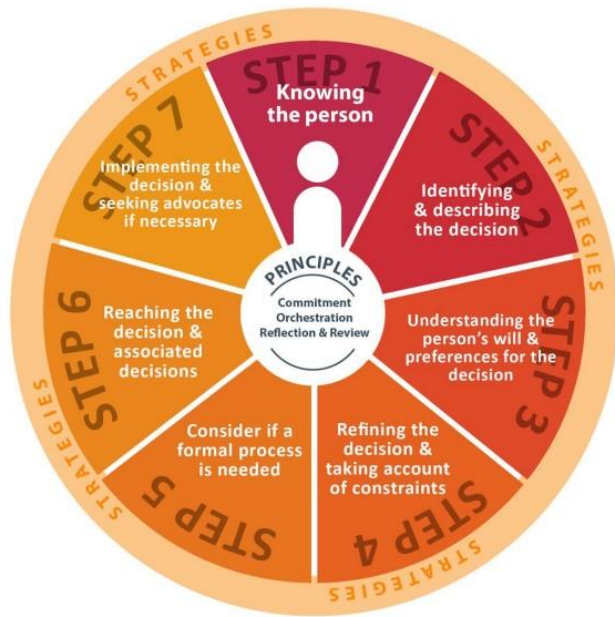 STRATEGIES
STEP 1
Knowing
the person
STEP 2
Identifying
& describing
the decision
STRATEGIES
STEP 3
Understanding the
person's will &
preferences for the
decision
STEP 4
Refining the
decision &
taking account
of constraints
STRATEGIES
STEP 5
Consider if a
formal process
is needed
STEP 6
Reaching the
decision &
associated
decisions
STRATEGIES
STEP 7
Implementing the
decision &
seeking advocates
if necessary
PRINCIPLES
Commitment
Orchestration
Reflection & Review